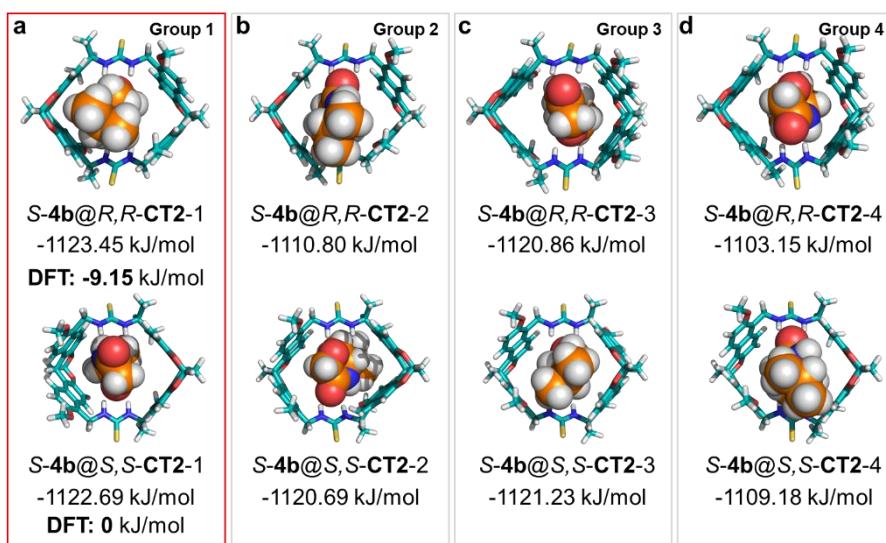 a Group 1
S-4b@R,R-CT2-1
-1123.45 kJ/mol
DFT: -9.15 kJ/mol
S-4b@S,S-CT2-1
-1122.69 kJ/mol
DFT: 0 kJ/mol
b Group 2
S-4b@R,R-CT2-2
-1110.80 kJ/mol
S-4b@S,S-CT2-2
-1120.69 kJ/mol
c Group 3
S-4b@R,R-CT2-3
-1120.86 kJ/mol
S-4b@S,S-CT2-3
-1121.23 kJ/mol
d Group 4
S-4b@R,R-CT2-4
-1103.15 kJ/mol
S-4b@S,S-CT2-4
-1109.18 kJ/mol